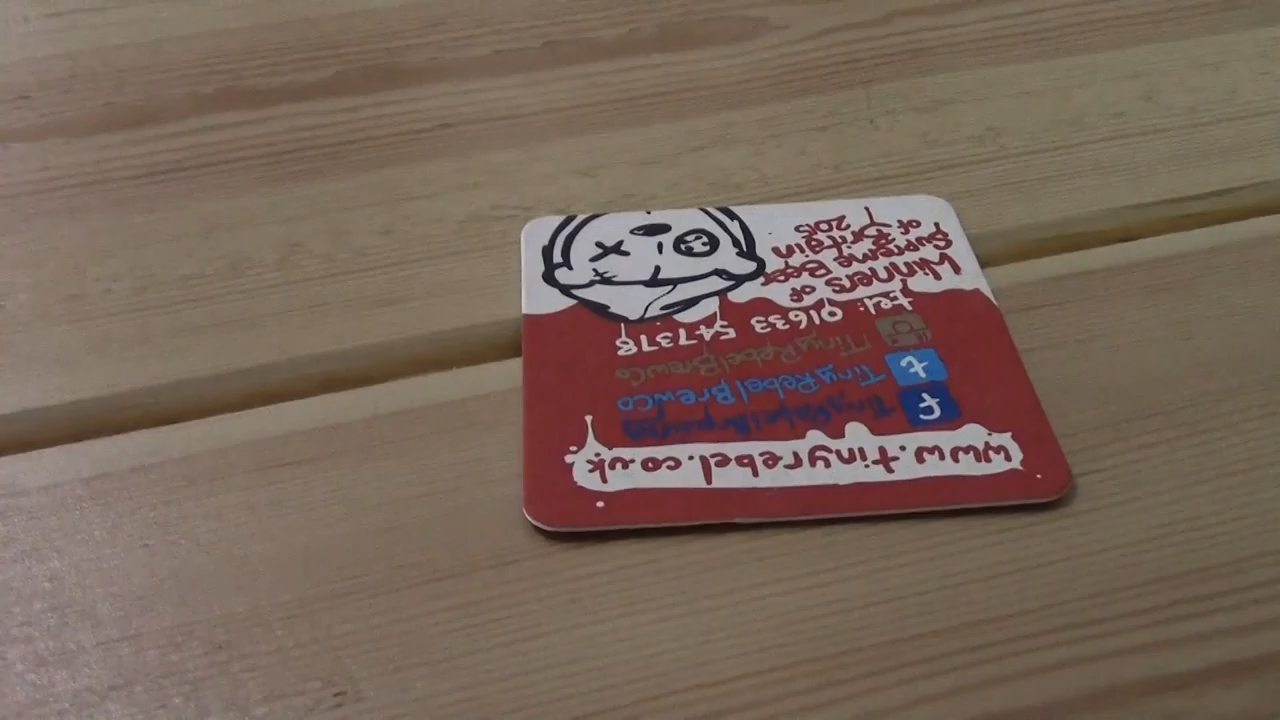 www.tinyrebel.co.uk
f
t TinyRebelBrewCo
TinyRebelBrewCo
tel: 01633 547378
Winners of
Supreme Beer
of Britain
2015